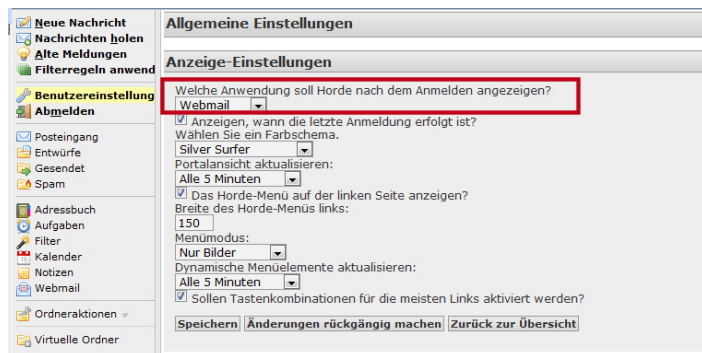 Neue Nachricht
Nachrichten holen
Alte Meldungen
Filterregeln anwend
Benutzereinstellung
Abmelden
Posteingang
Entwürfe
Gesendet
Spam
Adressbuch
Aufgaben
Filter
Kalender
Notizen
Webmail
Ordneraktionen
Virtuelle Ordner
Allgemeine Einstellungen
Anzeige-Einstellungen
Welche Anwendung soll Horde nach dem Anmelden angezeigen?
Webmail
Anzeigen, wann die letzte Anmeldung erfolgt ist?
Wählen Sie ein Farbschema.
Silver Surfer
Portalansicht aktualisieren:
Alle 5 Minuten
Das Horde-Menü auf der linken Seite anzeigen?
Breite des Horde-Menüs links:
150
Menümodus:
Nur Bilder
Dynamische Menüelemente aktualisieren:
Alle 5 Minuten
Sollen Tastenkombinationen für die meisten Links aktiviert werden?
Speichern Änderungen rückgängig machen Zurück zur Übersicht